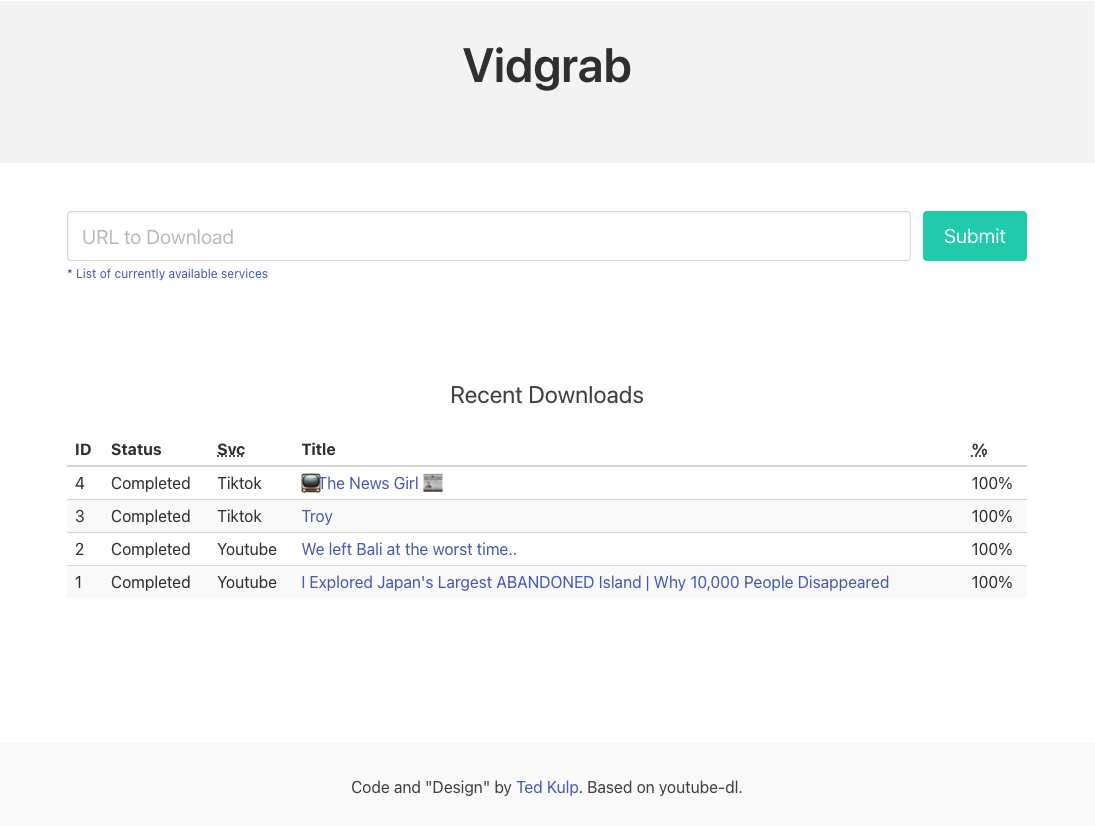 Vidgrab
URL to Download
Submit
* List of currently available services
Recent Downloads
ID Status Svc Title %
4 Completed Tiktok 📺The News Girl 📰 100%
3 Completed Tiktok Troy 100%
2 Completed Youtube We left Bali at the worst time.. 100%
1 Completed Youtube I Explored Japan's Largest ABANDONED Island | Why 10,000 People Disappeared 100%
Code and "Design" by Ted Kulp. Based on youtube-dl.